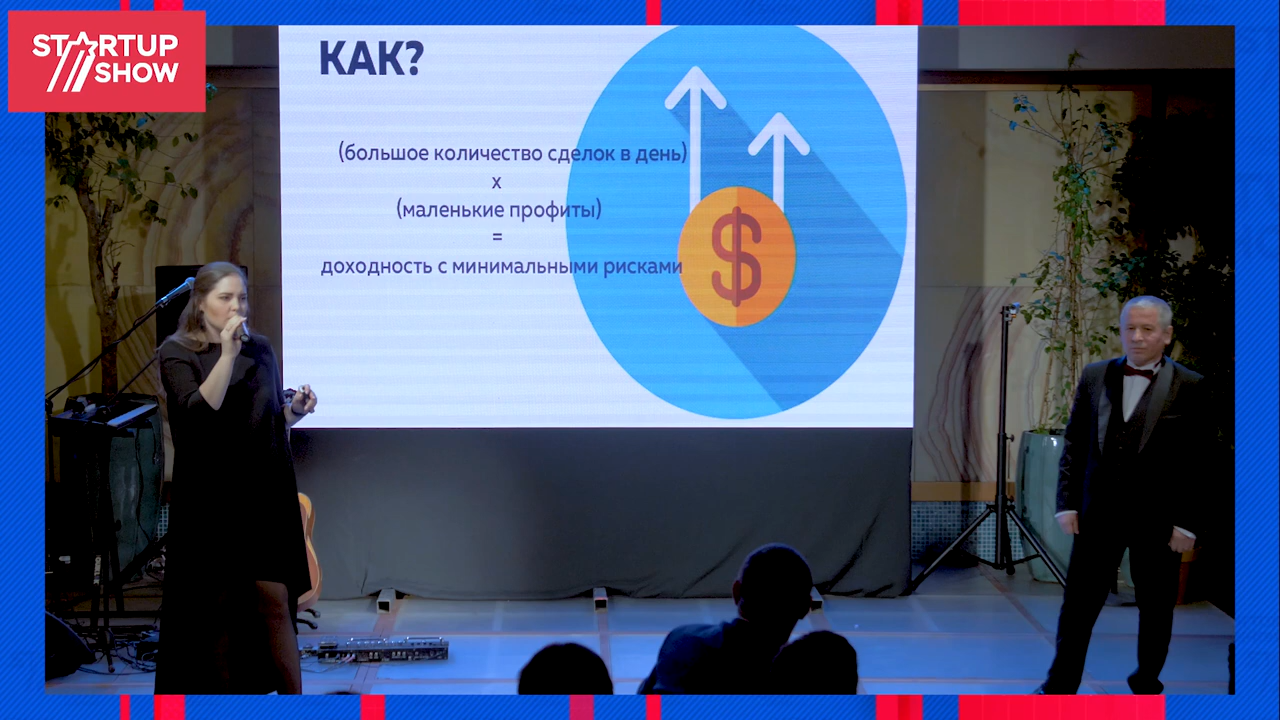 STARTUP
SHOW
КАК?
(большое количество сделок в день)
х
(маленькие профиты)
=
доходность с минимальными рисками
$